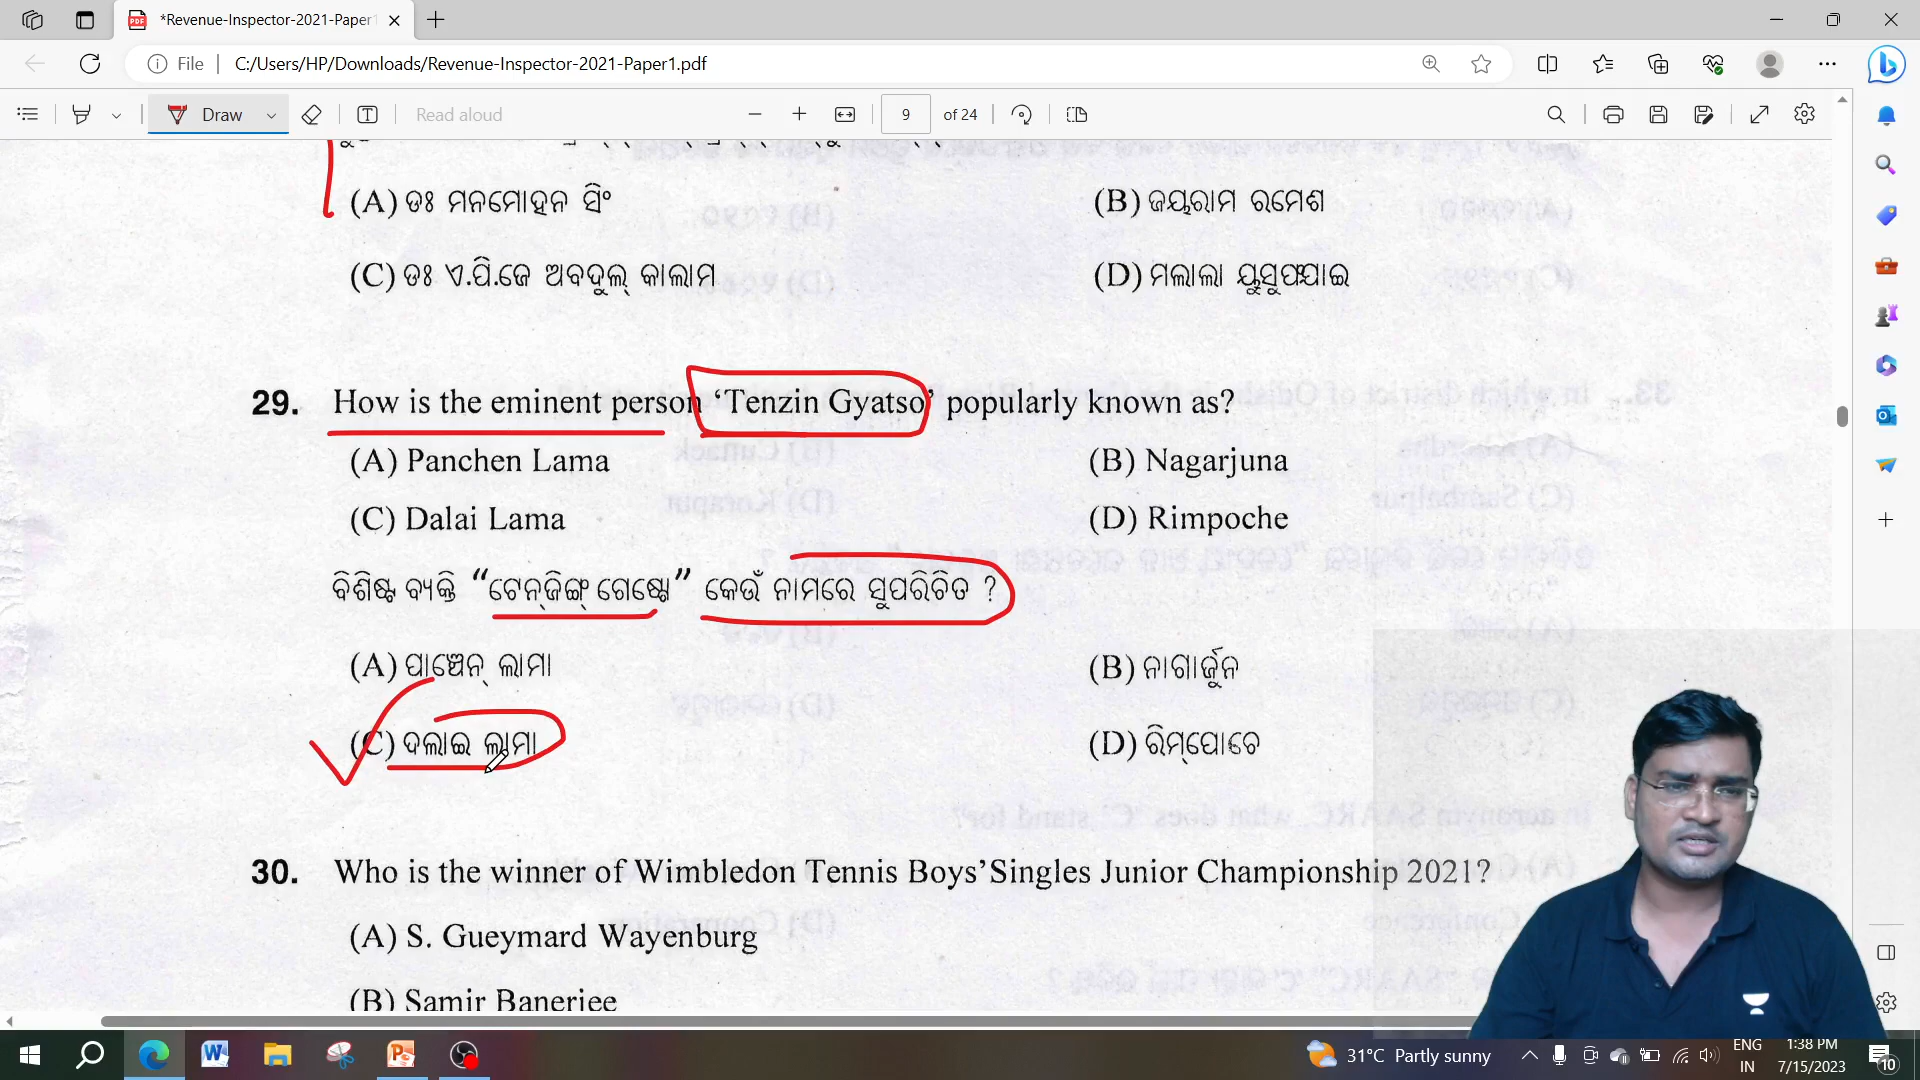 *Revenue-Inspector-2021-Paper1
File C:/Users/HP/Downloads/Revenue-Inspector-2021-Paper1.pdf
Draw Read aloud 9 of 24
(A) ଡଃ ମନମୋହନ ସିଂ (B) ଜୟରାମ ରମେଶ
(C) ଡଃ ଏ.ପି.ଜେ ଅବଦୁଲ୍ କାଲାମ (D) ମଲାଲା ୟୁସୁଫଯାଇ
29. How is the eminent person ‘Tenzin Gyatso’ popularly known as?
(A) Panchen Lama (B) Nagarjuna
(C) Dalai Lama (D) Rimpoche
ବିଶିଷ୍ଟ ବ୍ୟକ୍ତି “ଟେନ୍‌ଜିଙ୍ଗ୍ ଗେଷ୍ଟୋ” କେଉଁ ନାମରେ ସୁପରିଚିତ ?
(A) ପାଞ୍ଚେନ୍ ଲାମା (B) ନାଗାର୍ଜୁନ
(C) ଦଲାଇ ଲାମା (D) ରିମ୍‌ପୋଚେ
30. Who is the winner of Wimbledon Tennis Boys’ Singles Junior Championship 2021?
(A) S. Gueymard Wayenburg
(B) Samir Banerjee
31°C Partly sunny ENG IN 1:38 PM 7/15/2023 10